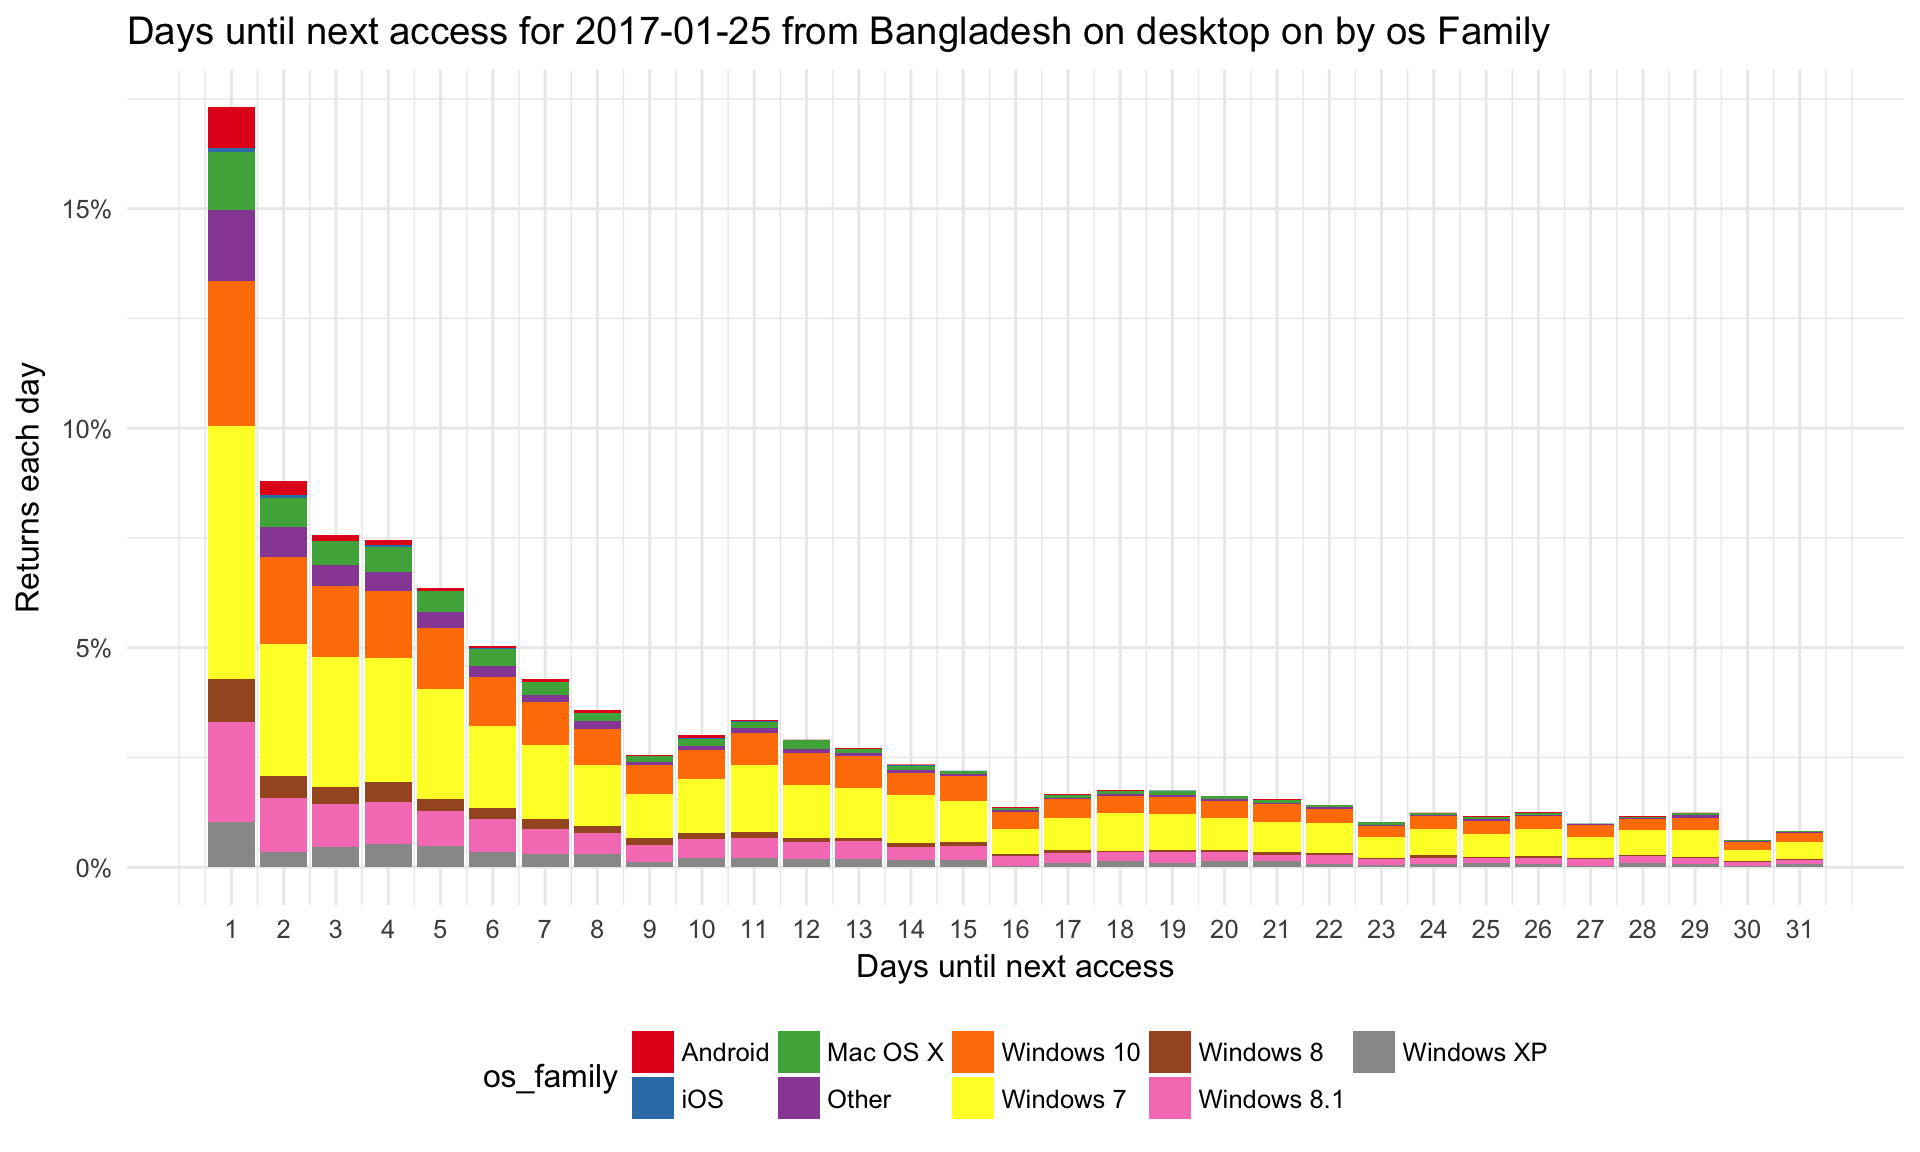 Days until next access for 2017-01-25 from Bangladesh on desktop on by os Family
Returns each day
15%
10%
5%
0%
1 2 3 4 5 6 7 8 9 10 11 12 13 14 15 16 17 18 19 20 21 22 23 24 25 26 27 28 29 30 31
Days until next access
os_family
Android Mac OS X Windows 10 Windows 8 Windows XP
iOS Other Windows 7 Windows 8.1